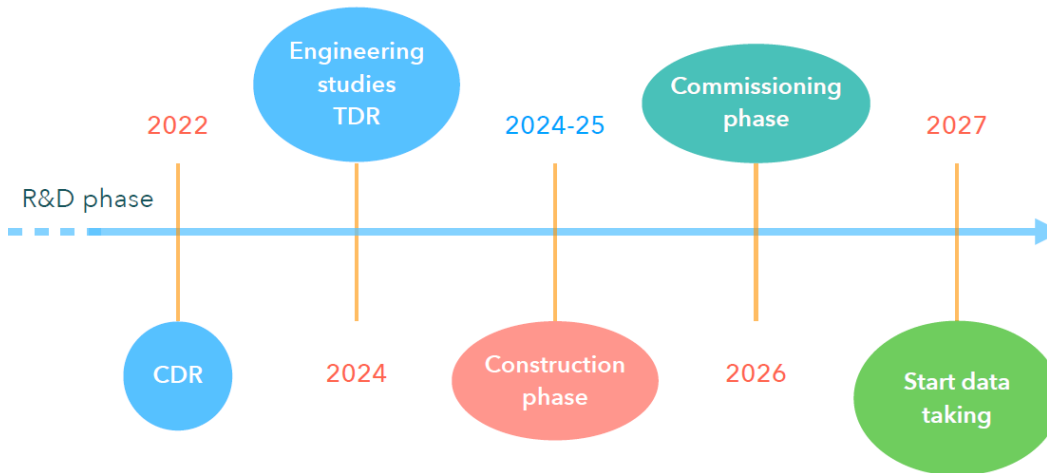 Engineering
studies
TDR
Commissioning
phase
2022
2024-25
2027
R&D phase
CDR
2024
Construction
phase
2026
Start data
taking